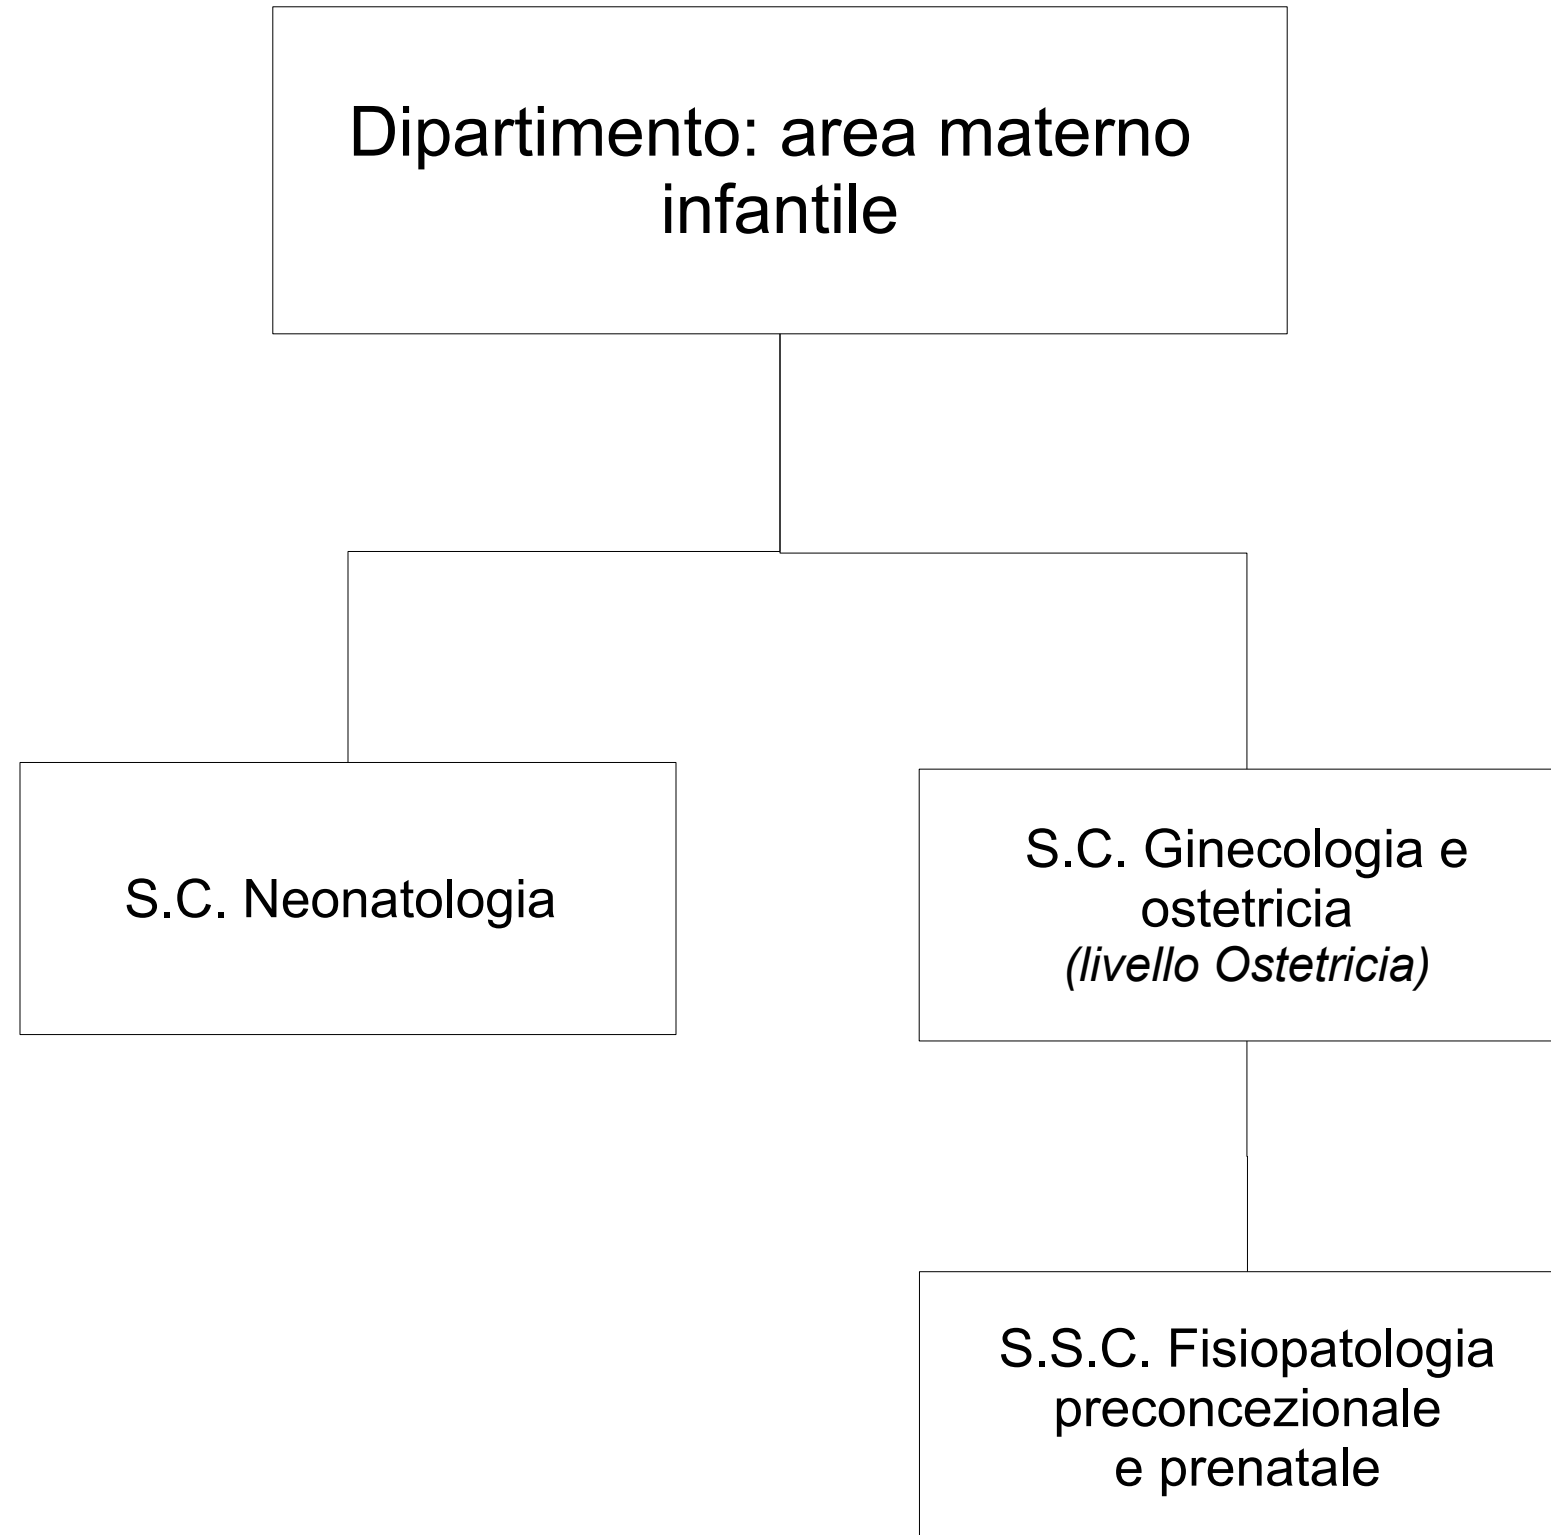 Dipartimento: area materno
infantile
S.C. Neonatologia
S.C. Ginecologia e
ostetricia
(livello Ostetricia)
S.S.C. Fisiopatologia
preconcezionale
e prenatale